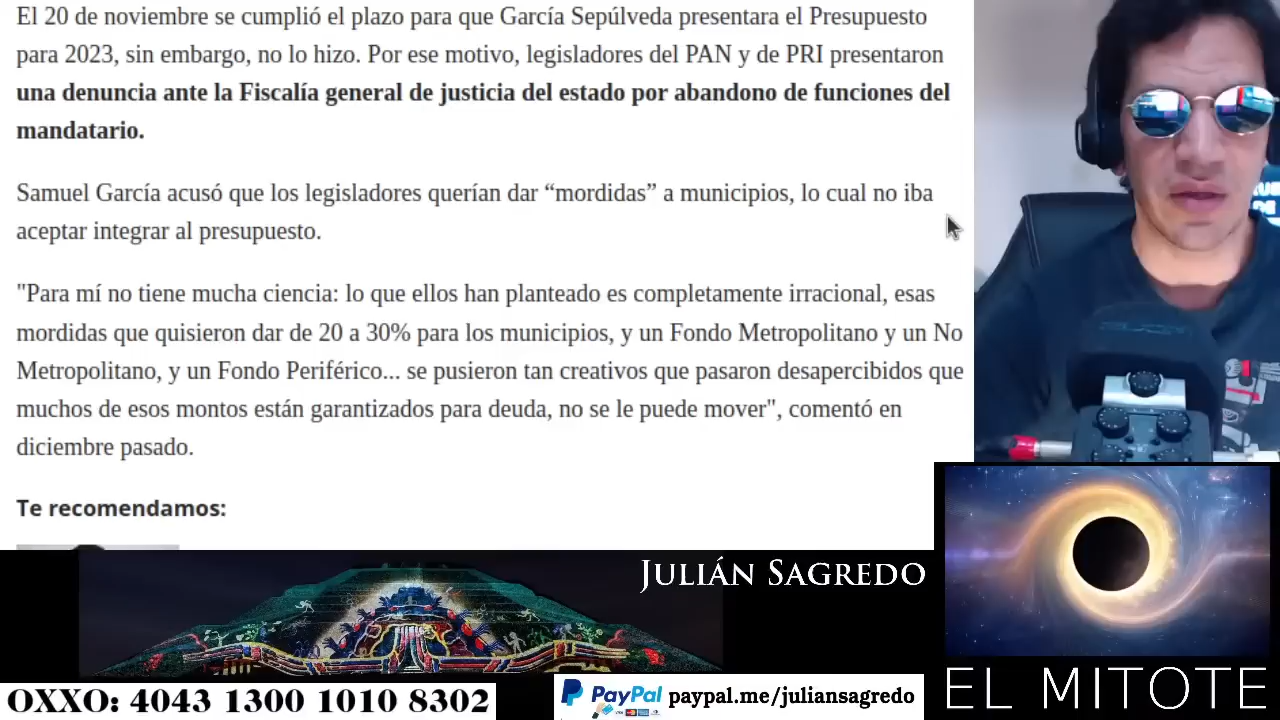 El 20 de noviembre se cumplió el plazo para que García Sepúlveda presentara el Presupuesto
para 2023, sin embargo, no lo hizo. Por ese motivo, legisladores del PAN y de PRI presentaron
una denuncia ante la Fiscalía general de justicia del estado por abandono de funciones del
mandatario.
Samuel García acusó que los legisladores querían dar “mordidas” a municipios, lo cual no iba
aceptar integrar al presupuesto.
"Para mí no tiene mucha ciencia: lo que ellos han planteado es completamente irracional, esas
mordidas que quisieron dar de 20 a 30% para los municipios, y un Fondo Metropolitano y un No
Metropolitano, y un Fondo Periférico... se pusieron tan creativos que pasaron desapercibidos que
muchos de esos montos están garantizados para deuda, no se le puede mover", comentó en
diciembre pasado.
Te recomendamos:
JULIÁN SAGREDO
OXXO: 4043 1300 1010 8302
PayPal paypal.me/juliansagredo
EL MITOTE